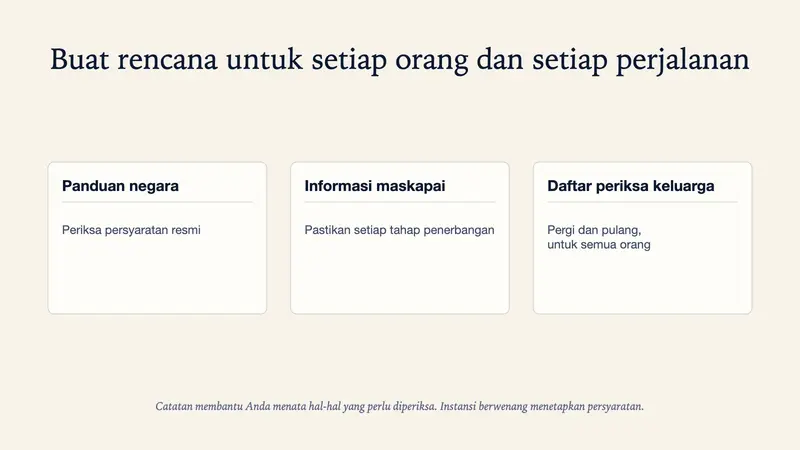 Buat rencana untuk setiap orang dan setiap perjalanan
Panduan negara
Periksa persyaratan resmi
Informasi maskapai
Pastikan setiap tahap penerbangan
Daftar periksa keluarga
Pergi dan pulang,
untuk semua orang
Catatan membantu Anda menata hal-hal yang perlu diperiksa. Instansi berwenang menetapkan persyaratan.